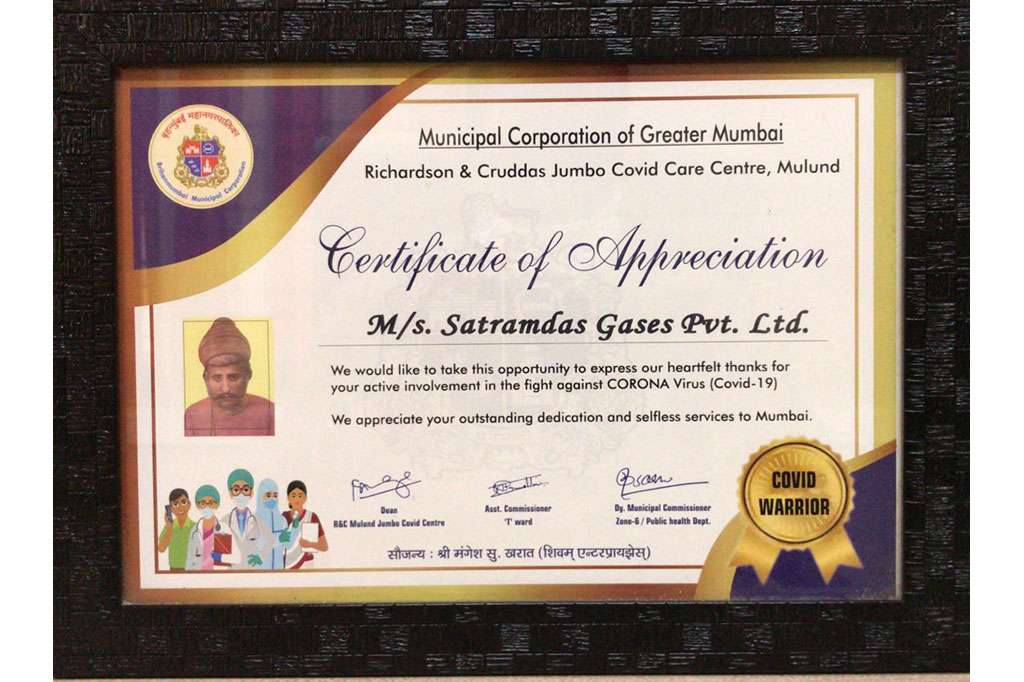 बृहन्मुंबई महानगरपालिका
Brihanmumbai Municipal Corporation
Municipal Corporation of Greater Mumbai
Richardson & Cruddas Jumbo Covid Care Centre, Mulund
Certificate of Appreciation
M/s. Satramdas Gases Pvt. Ltd.
We would like to take this opportunity to express our heartfelt thanks for
your active involvement in the fight against CORONA Virus (Covid-19)
We appreciate your outstanding dedication and selfless services to Mumbai.
Dean
R&C Mulund Jumbo Covid Centre
Asst. Commissioner
'T' ward
Dy. Municipal Commissioner
Zone-6 / Public health Dept.
COVID
WARRIOR
सौजन्य : श्री मंगेश सु. खरात (शिवम् एन्टरप्रायझेस्)